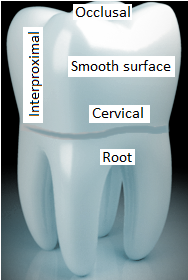 Occlusal
Interproximal
Smooth surface
Cervical
Root